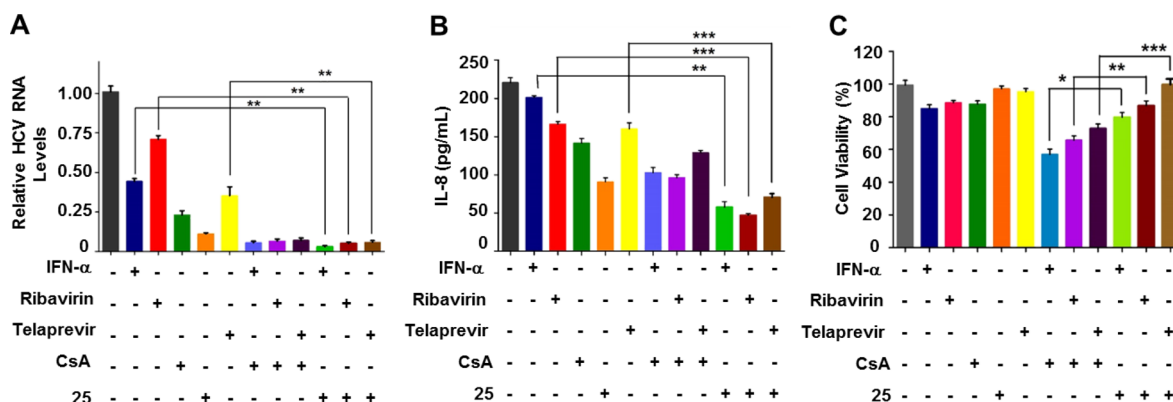 A
Relative HCV RNA
Levels
1.00
0.75
0.50
0.25
0
**
**
**
IFN-α - + - - - - + - - + - -
Ribavirin - - + - - - - + - - + -
Telaprevir - - - - - + - - + - - +
CsA - - - + - - + + + - - -
25 - - - - + - - - - + + +
B
IL-8 (pg/mL)
250
200
150
100
50
0
***
***
**
IFN-α - + - - - - + - - + - -
Ribavirin - - + - - - - + - - + -
Telaprevir - - - - - + - - + - - +
CsA - - - + - - + + + - - -
25 - - - - + - - - - + + +
C
Cell Viability (%)
120
100
80
60
40
20
0
*
**
***
IFN-α - + - - - - + - - + - -
Ribavirin - - + - - - - + - - + -
Telaprevir - - - - - + - - + - - +
CsA - - - + - - + + + - - -
25 - - - - + - - - - + + +